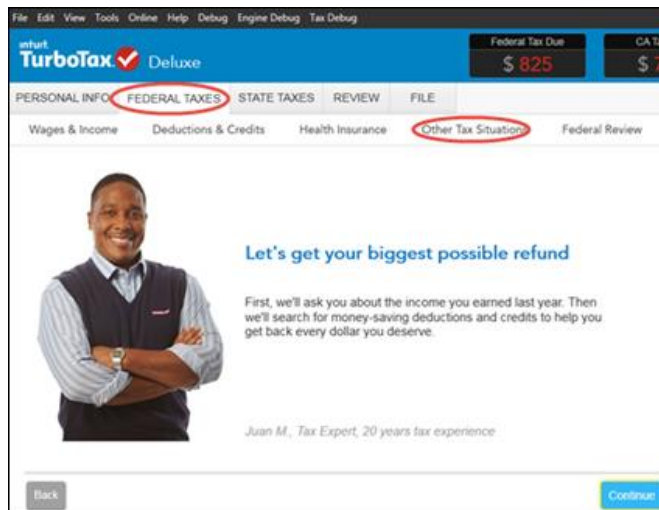 File Edit View Tools Online Help Debug Engine Debug Tax Debug
intuit
TurboTax Deluxe
Federal Tax Due
$ 825
CA
$
PERSONAL INFO FEDERAL TAXES STATE TAXES REVIEW FILE
Wages & Income Deductions & Credits Health Insurance Other Tax Situations Federal Review
Let's get your biggest possible refund
First, we'll ask you about the income you earned last year. Then
we'll search for money-saving deductions and credits to help you
get back every dollar you deserve.
Juan M., Tax Expert, 20 years tax experience
Back
Continue